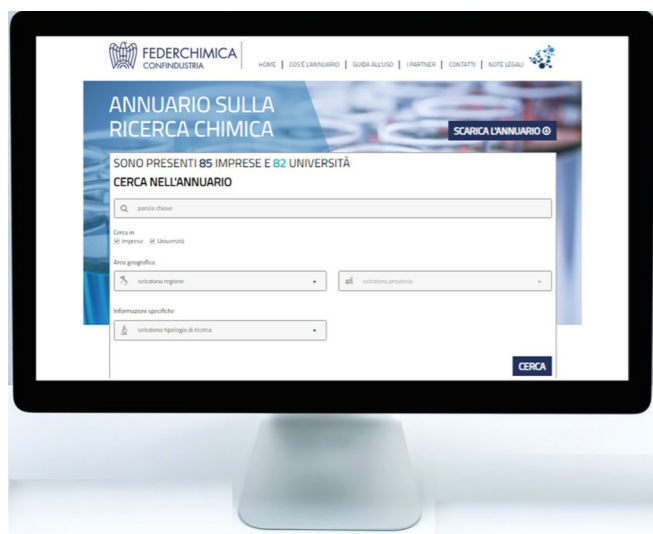 FEDERCHIMICA
CONFINDUSTRIA
HOME | COS'È L'ANNUARIO | GUIDA ALL'USO | I PARTNER | CONTATTI | NOTE LEGALI
ANNUARIO SULLA
RICERCA CHIMICA
SCARICA L'ANNUARIO
SONO PRESENTI 85 IMPRESE E 82 UNIVERSITÀ
CERCA NELL'ANNUARIO
parola chiave
Cerca in
Imprese Università
Area geografica
seleziona regione
seleziona provincia
Informazioni specifiche
seleziona tipologia di ricerca
CERCA